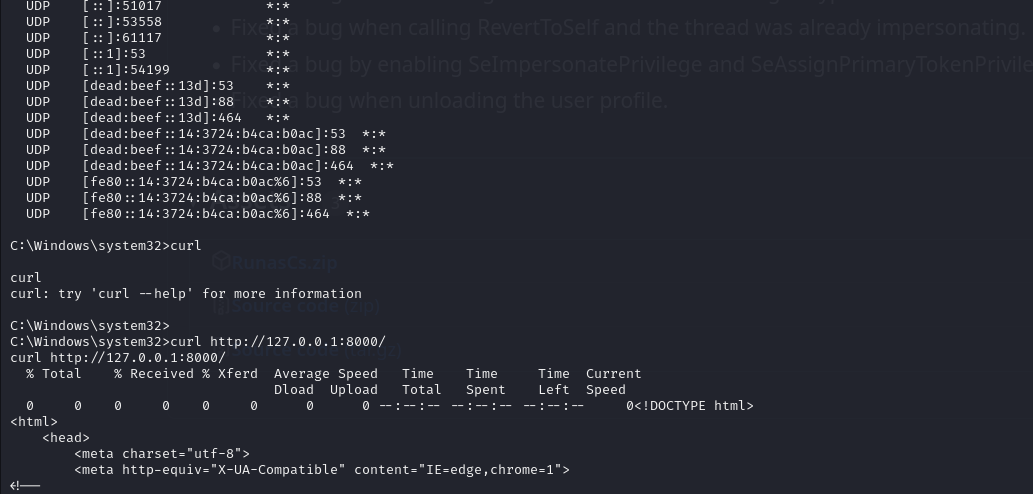 UDP    [::]:51017             *:*
UDP    [::]:53558             *:*
UDP    [::]:61117             *:*
UDP    [::1]:53               *:*
UDP    [::1]:54199            *:*
UDP    [dead:beef::13d]:53    *:*
UDP    [dead:beef::13d]:88    *:*
UDP    [dead:beef::13d]:464   *:*
UDP    [dead:beef::14:3724:b4ca:b0ac]:53  *:*
UDP    [dead:beef::14:3724:b4ca:b0ac]:88  *:*
UDP    [dead:beef::14:3724:b4ca:b0ac]:464  *:*
UDP    [fe80::14:3724:b4ca:b0ac%6]:53  *:*
UDP    [fe80::14:3724:b4ca:b0ac%6]:88  *:*
UDP    [fe80::14:3724:b4ca:b0ac%6]:464  *:*
C:\Windows\system32>curl
curl
curl: try 'curl --help' for more information
C:\Windows\system32>
C:\Windows\system32>curl http://127.0.0.1:8000/
curl http://127.0.0.1:8000/
  % Total    % Received % Xferd  Average Speed   Time    Time     Time  Current
                                 Dload  Upload   Total   Spent    Left  Speed
  0     0    0     0    0     0      0      0 --:--:-- --:--:-- --:--:--     0<!DOCTYPE html>
<html>
    <head>
        <meta charset="utf-8">
        <meta http-equiv="X-UA-Compatible" content="IE=edge,chrome=1">
<!--
Fixed a bug when calling RevertToSelf and the thread was already impersonating.
Fixed a bug by enabling SeImpersonatePrivilege and SeAssignPrimaryTokenPrivile
Fixed a bug when unloading the user profile.
RunasCs.zip
Source code (zip)
Source code (tar.gz)